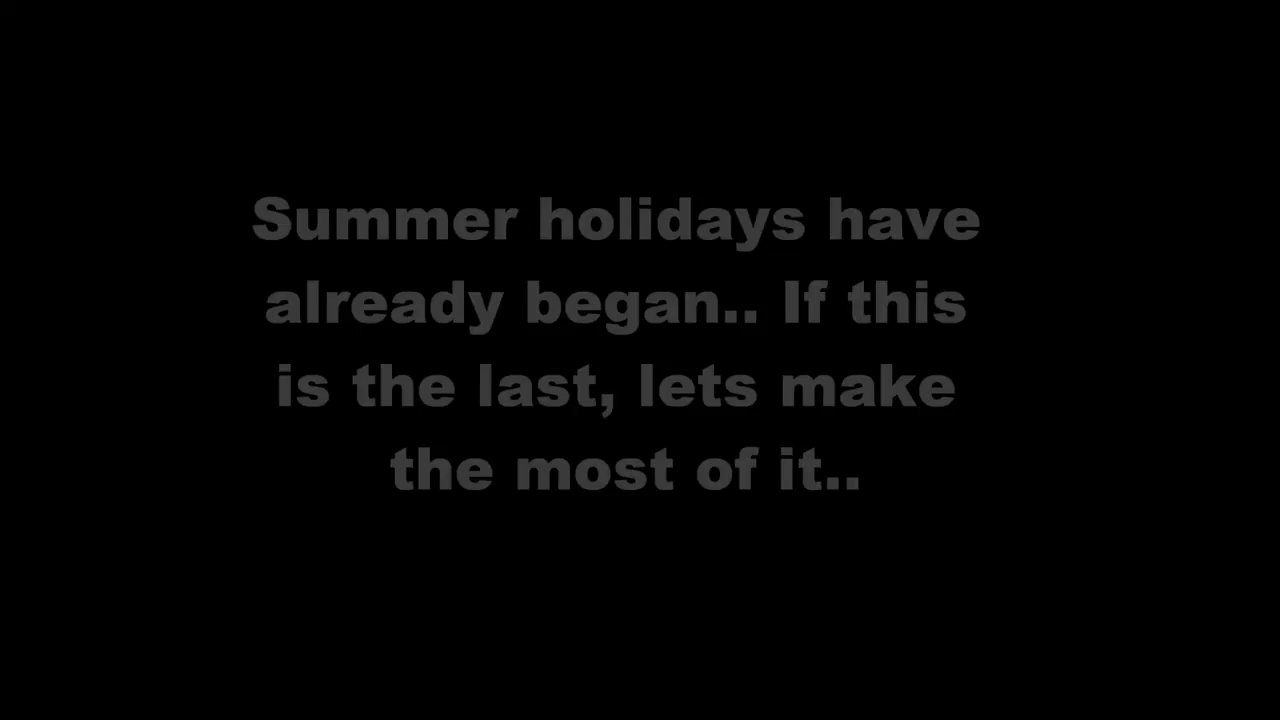 Summer holidays have
already began.. If this
is the last, lets make
the most of it..